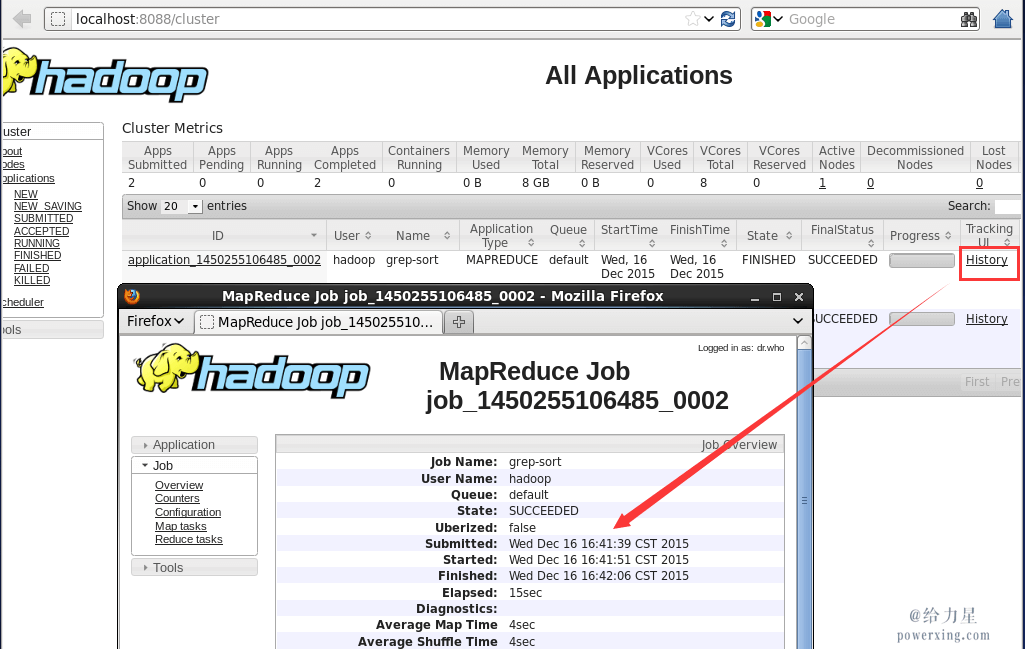 localhost:8088/cluster
Google
hadoop
All Applications
Cluster Metrics
Apps Submitted Apps Pending Apps Running Apps Completed Containers Running Memory Used Memory Total Memory Reserved VCores Used VCores Total VCores Reserved Active Nodes Decommissioned Nodes Lost Nodes
2 0 0 2 0 0 B 8 GB 0 B 0 8 0 1 0 0
Show 20 entries Search:
ID User Name Application Type Queue StartTime FinishTime State FinalStatus Progress Tracking UI
application_1450255106485_0002 hadoop grep-sort MAPREDUCE default Wed, 16 Dec 2015 Wed, 16 Dec 2015 FINISHED SUCCEEDED History
UCCEEDED History
First Pre
uster
bout
odes
pplications
NEW
NEW_SAVING
SUBMITTED
ACCEPTED
RUNNING
FINISHED
FAILED
KILLED
cheduler
ools
MapReduce Job job_1450255106485_0002 - Mozilla Firefox
Firefox
MapReduce Job job_145025510...
Logged in as: dr.who
hadoop
MapReduce Job
job_1450255106485_0002
Application
Job
Overview
Counters
Configuration
Map tasks
Reduce tasks
Tools
Job Overview
Job Name: grep-sort
User Name: hadoop
Queue: default
State: SUCCEEDED
Uberized: false
Submitted: Wed Dec 16 16:41:39 CST 2015
Started: Wed Dec 16 16:41:51 CST 2015
Finished: Wed Dec 16 16:42:06 CST 2015
Elapsed: 15sec
Diagnostics:
Average Map Time 4sec
Average Shuffle Time 4sec
@给力星
powerxing.com